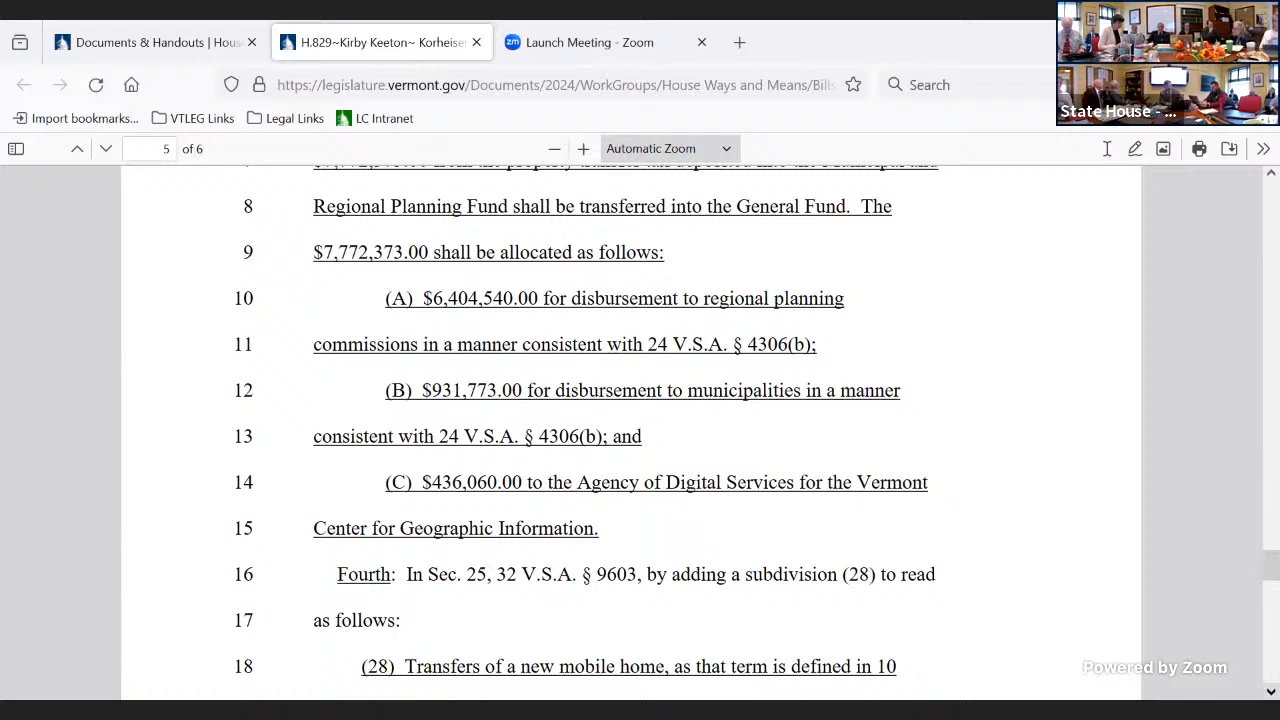 Documents & Handouts | Hous
H.829~Kirby Keeton~ Korheise
Launch Meeting - Zoom
https://legislature.vermont.gov/Documents/2024/WorkGroups/House Ways and Means/Bills
Search
State House - ...
Import bookmarks...
VTLEG Links
Legal Links
LC Intranet
5 of 6
Automatic Zoom
8 Regional Planning Fund shall be transferred into the General Fund. The
9 $7,772,373.00 shall be allocated as follows:
10 (A) $6,404,540.00 for disbursement to regional planning
11 commissions in a manner consistent with 24 V.S.A. § 4306(b);
12 (B) $931,773.00 for disbursement to municipalities in a manner
13 consistent with 24 V.S.A. § 4306(b); and
14 (C) $436,060.00 to the Agency of Digital Services for the Vermont
15 Center for Geographic Information.
16 Fourth: In Sec. 25, 32 V.S.A. § 9603, by adding a subdivision (28) to read
17 as follows:
18 (28) Transfers of a new mobile home, as that term is defined in 10
Powered by Zoom